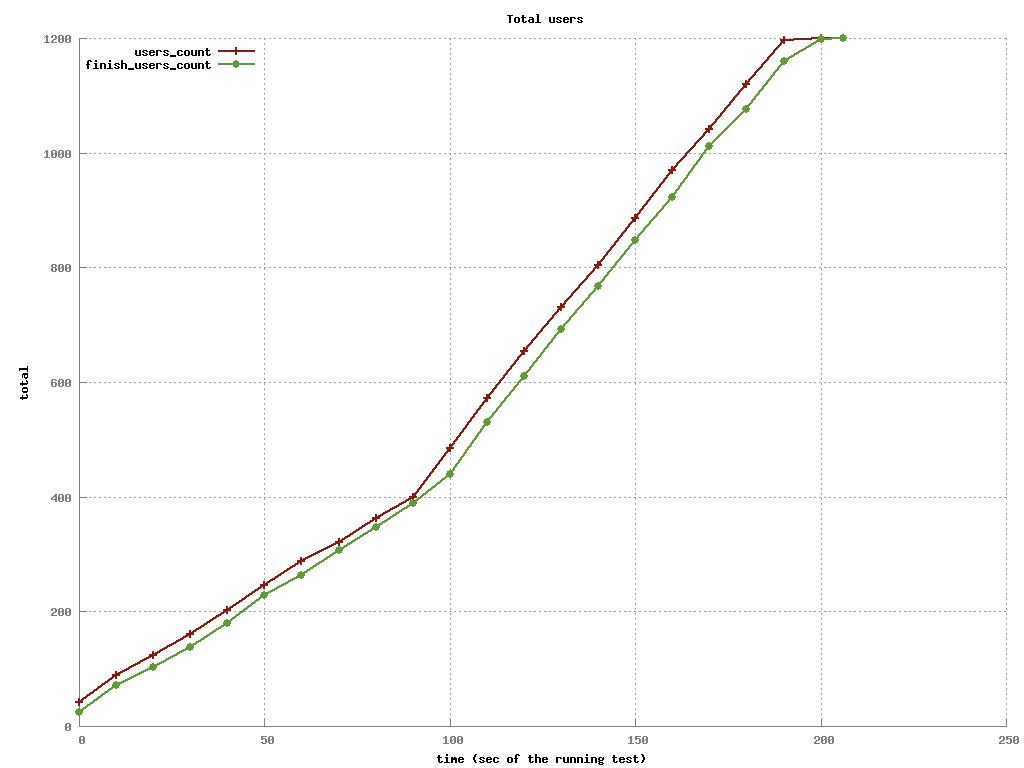 Total users
users_count
finish_users_count
1200
1000
800
600
400
200
0
total
0 50 100 150 200 250
time (sec of the running test)